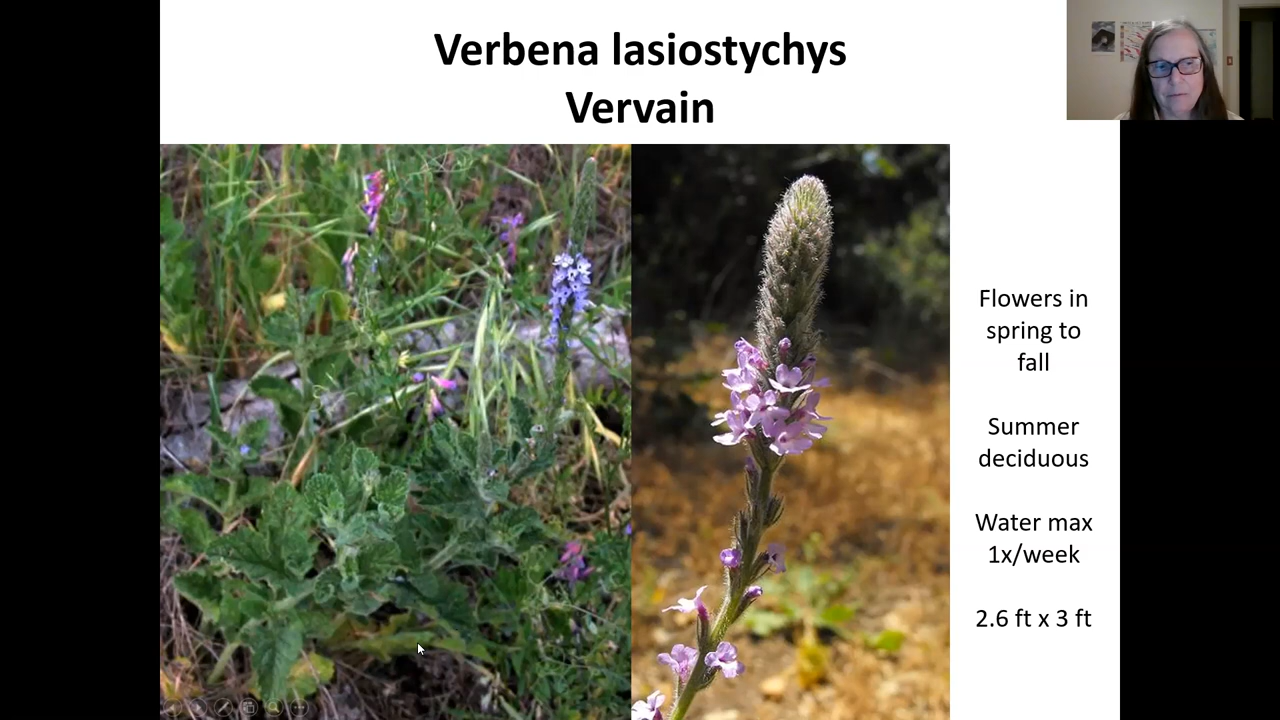 Verbena lasiostychys
Vervain
Flowers in
spring to
fall
Summer
deciduous
Water max
1x/week
2.6 ft x 3 ft